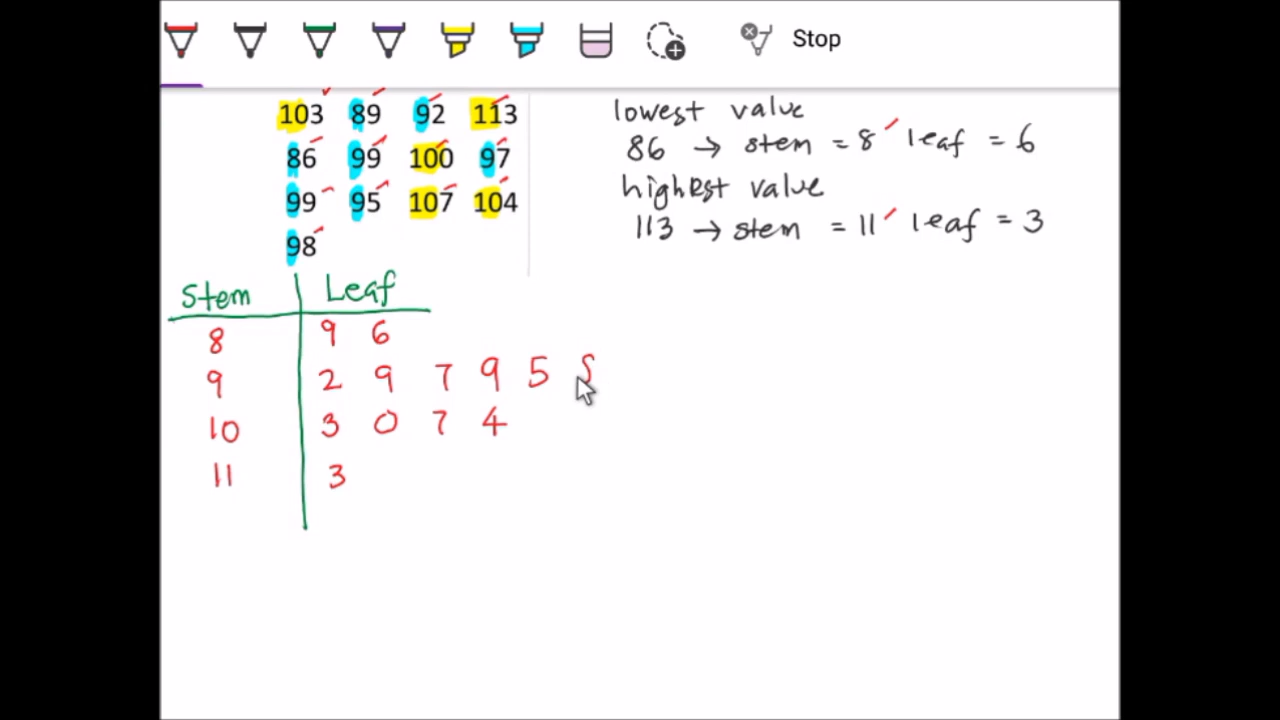 Stop
103 89 92 113
86 99 100 97
99 95 107 104
98
lowest value
86 → stem = 8 leaf = 6
highest value
113 → stem = 11 leaf = 3
Stem Leaf
8 9 6
9 2 9 7 9 5
10 3 0 7 4
11 3